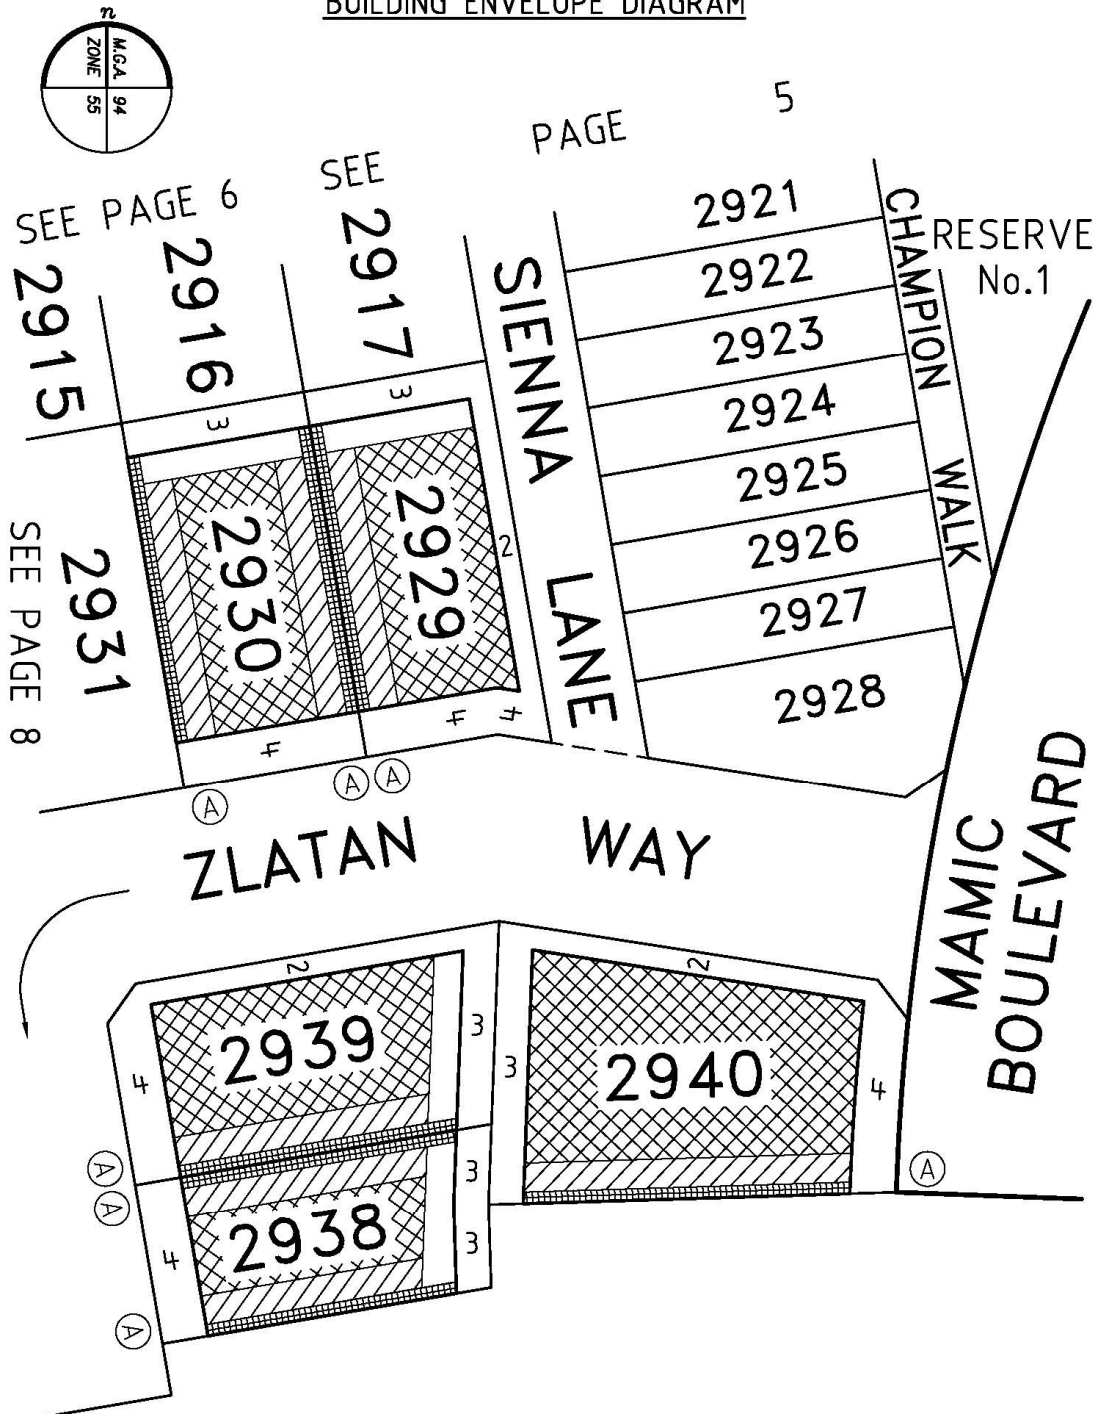 BUILDING ENVELOPE DIAGRAM
n
M.G.A. 94
ZONE 55
SEE PAGE 5
SEE PAGE 6
RESERVE
No.1
CHAMPION WALK
2921
2922
2923
2924
2925
2926
2927
2928
2917
2916
2915
SIENNA LANE
3
3
2
2929
2930
2931
SEE PAGE 8
4
4
4
A
A
A
ZLATAN WAY
MAMIC
BOULEVARD
2
2
2939
3
3
2940
4
4
A
A
A
3
2938
3
4
A